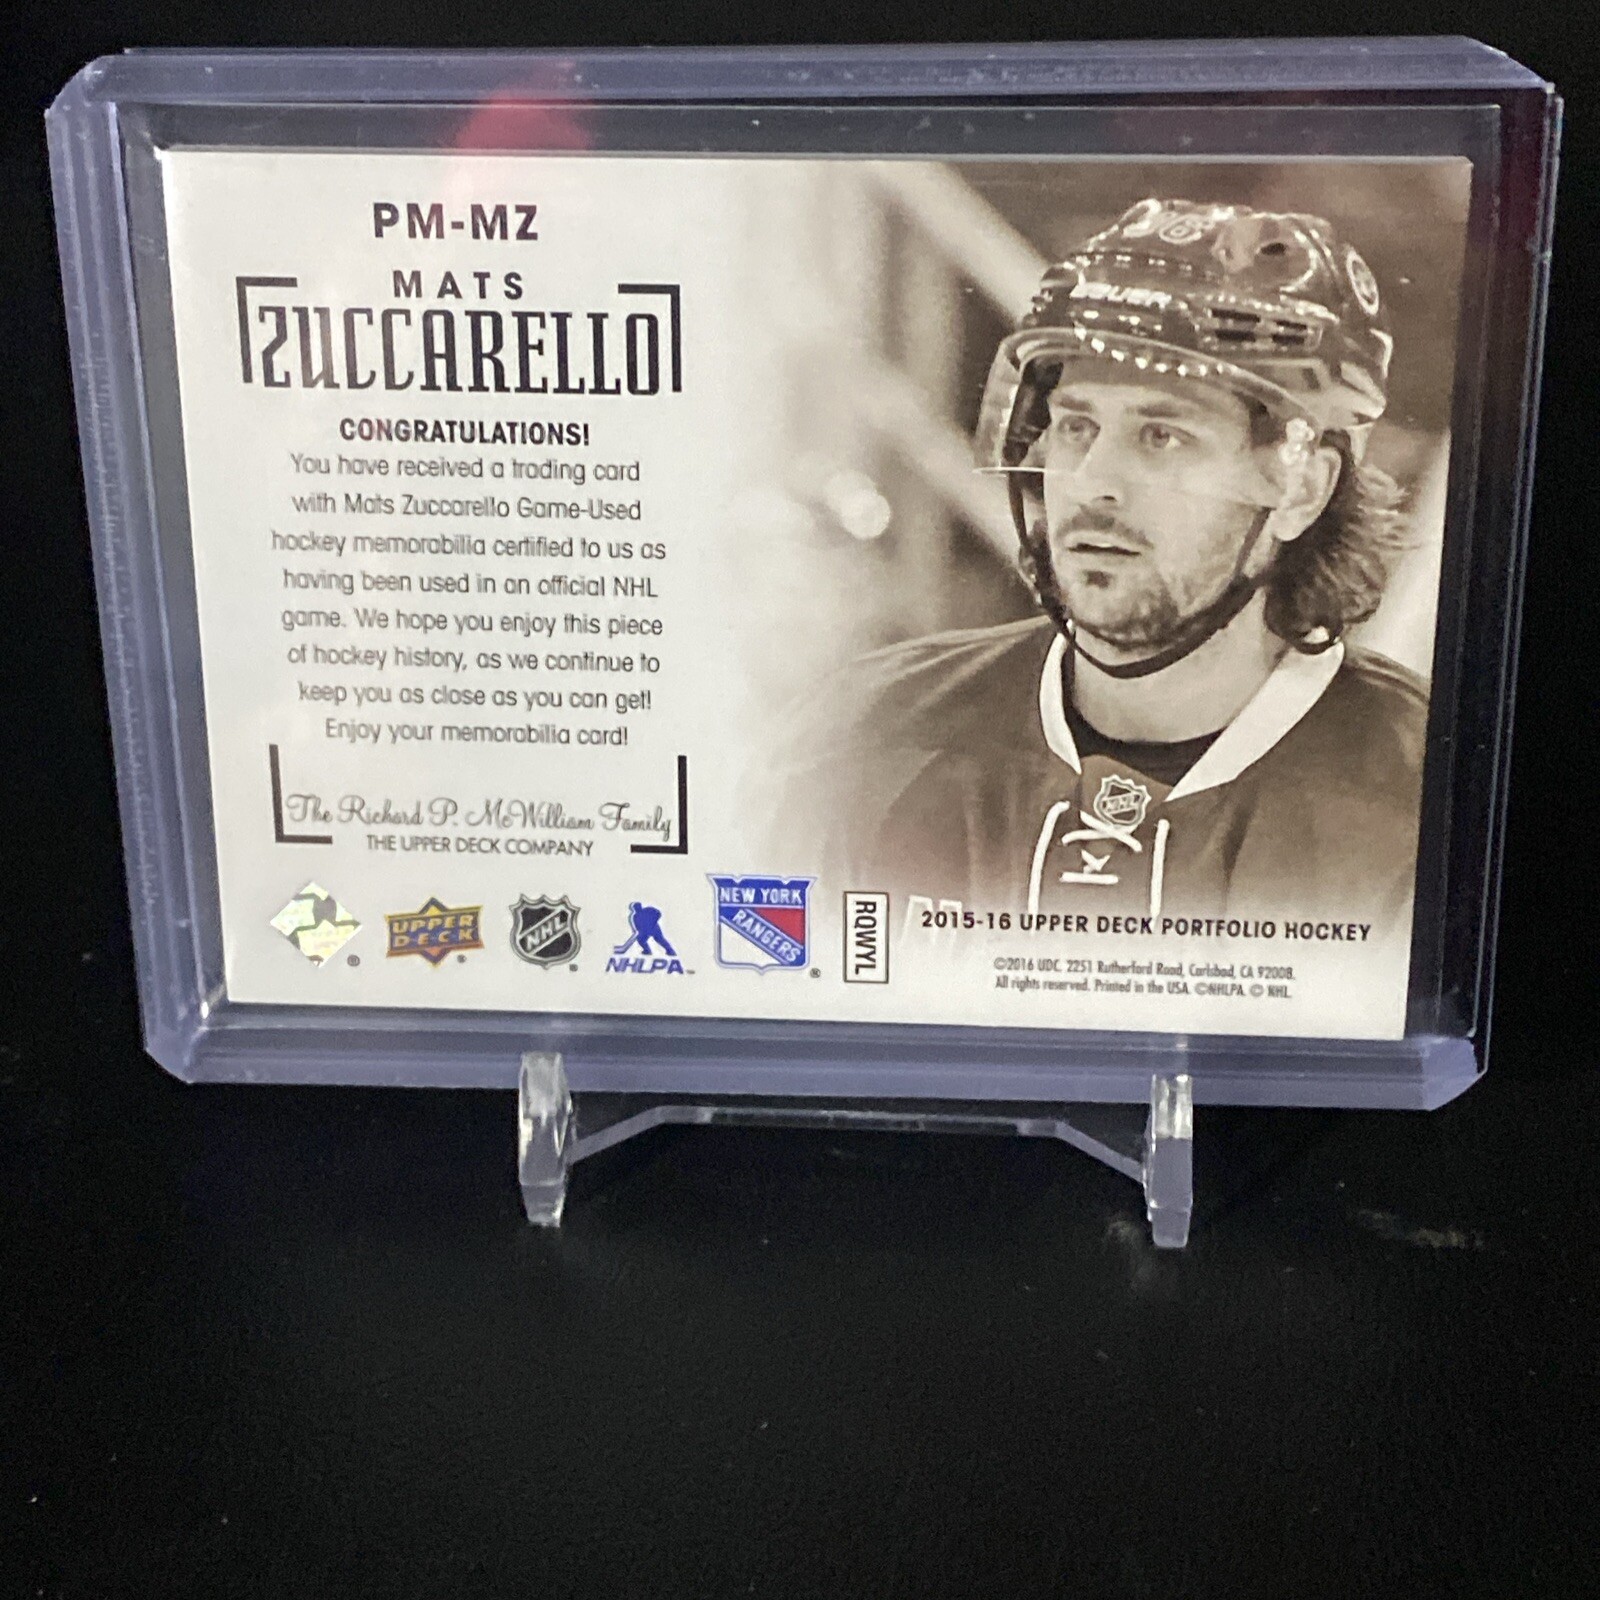 PM-MZ
MATS
ZUCCARELLO
CONGRATULATIONS!
You have received a trading card
with Mats Zuccarello Game-Used
hockey memorabilia certified to us as
having been used in an official NHL
game. We hope you enjoy this piece
of hockey history, as we continue to
keep you as close as you can get!
Enjoy your memorabilia card!
The Richard P. McWilliam Family
THE UPPER DECK COMPANY
UPPER
DECK
NHL
NHLPA
NEW YORK
RANGERS
RQWYL
2015-16 UPPER DECK PORTFOLIO HOCKEY
©2016 UDC. 2251 Rutherford Road, Carlsbad, CA 92008.
All rights reserved. Printed in the USA. ©NHLPA. © NHL
36
BAUER
NHL